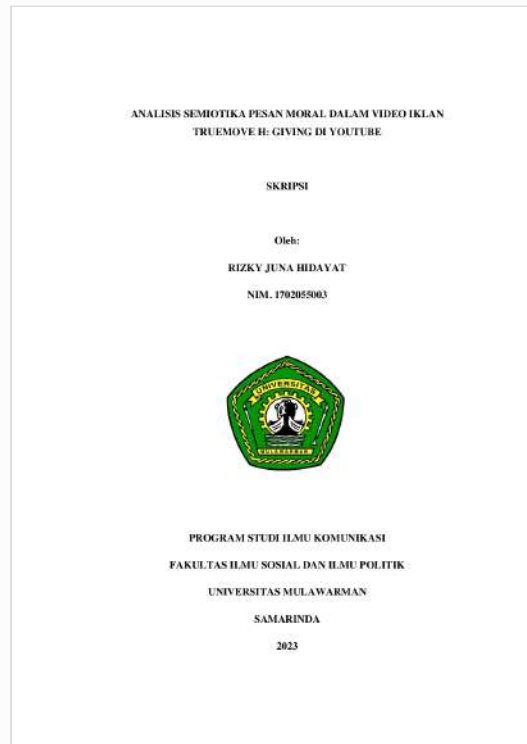 ANALISIS SEMIOTIKA PESAN MORAL DALAM VIDEO IKLAN
TRUEMOVE H: GIVING DI YOUTUBE
SKRIPSI
Oleh:
RIZKY JUNA HIDAYAT
NIM. 1702055003
UNIVERSITAS
MULAWARMAN
PROGRAM STUDI ILMU KOMUNIKASI
FAKULTAS ILMU SOSIAL DAN ILMU POLITIK
UNIVERSITAS MULAWARMAN
SAMARINDA
2023